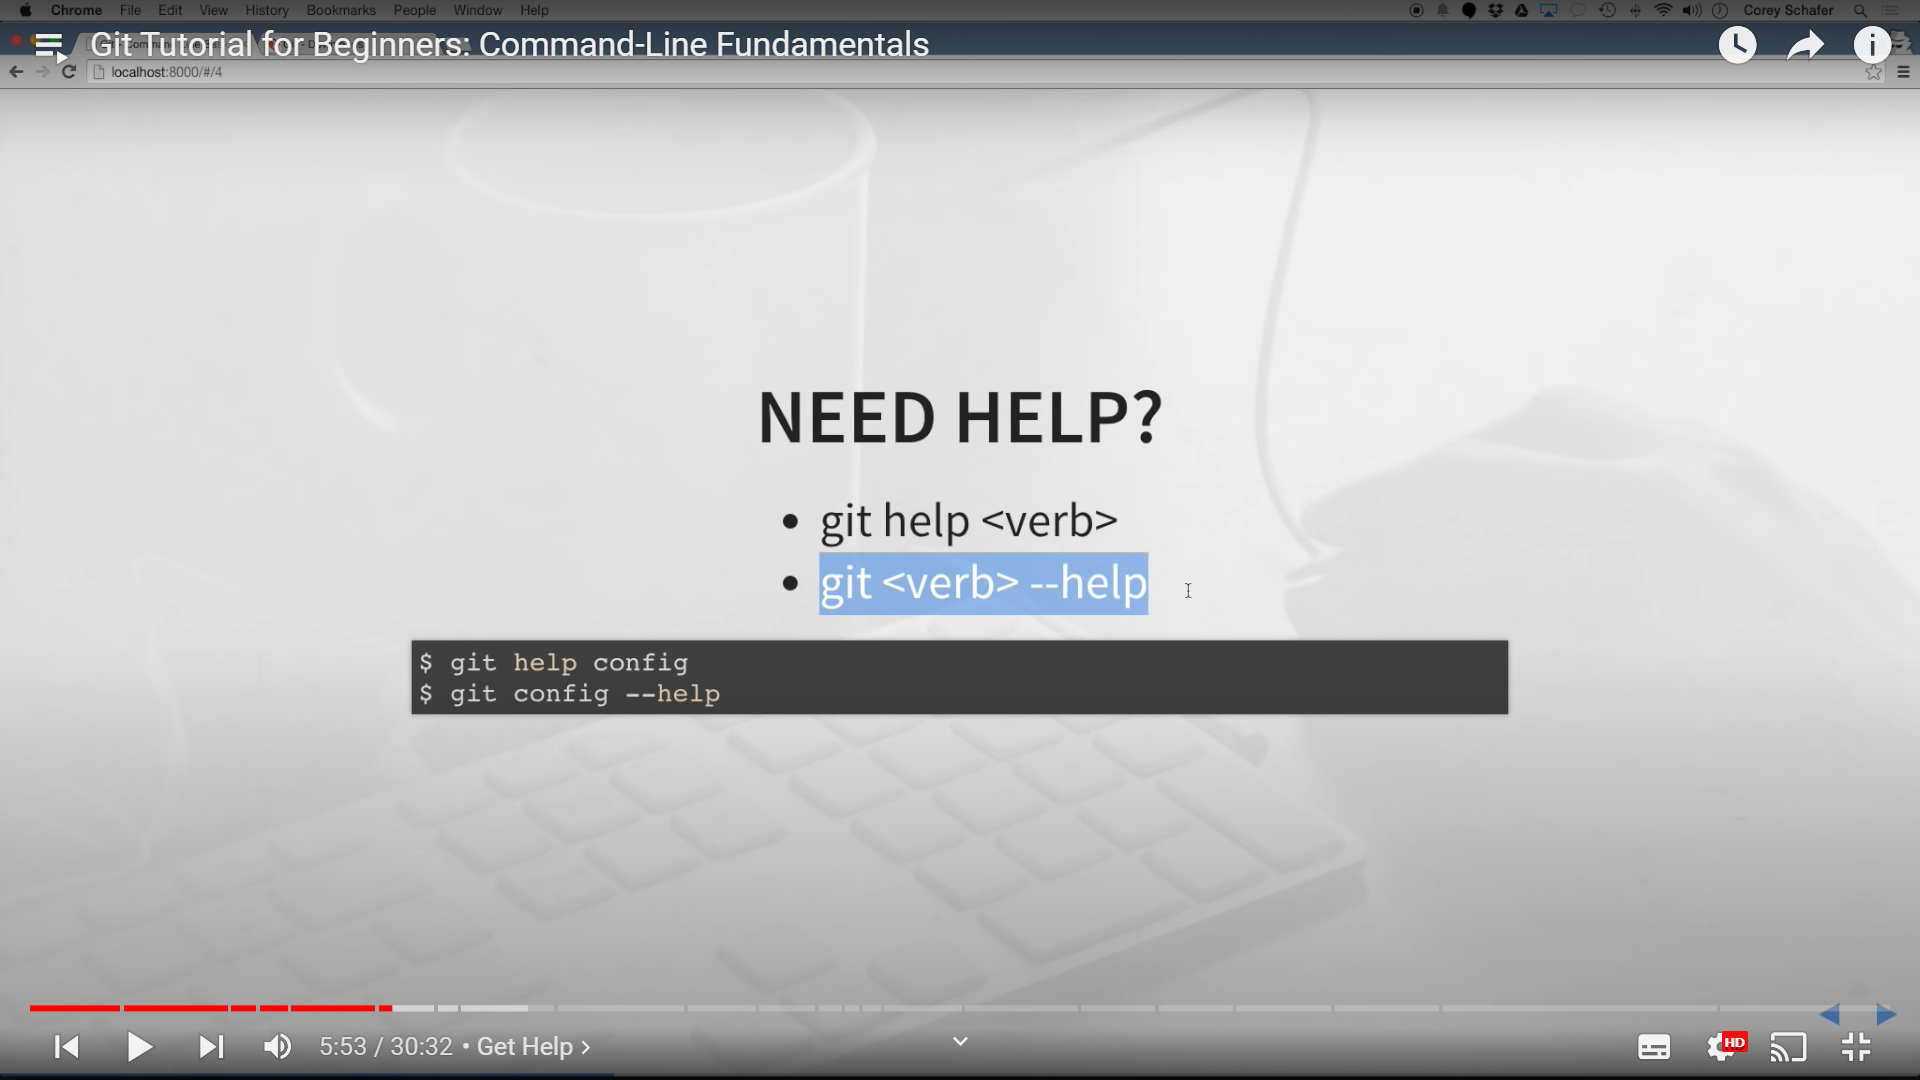 Chrome File Edit View History Bookmarks People Window Help Corey Schafer
Git Tutorial for Beginners: Command-Line Fundamentals
localhost:8000/#/4
NEED HELP?
• git help <verb>
• git <verb> --help
$ git help config
$ git config --help
5:53 / 30:32 • Get Help >
HD